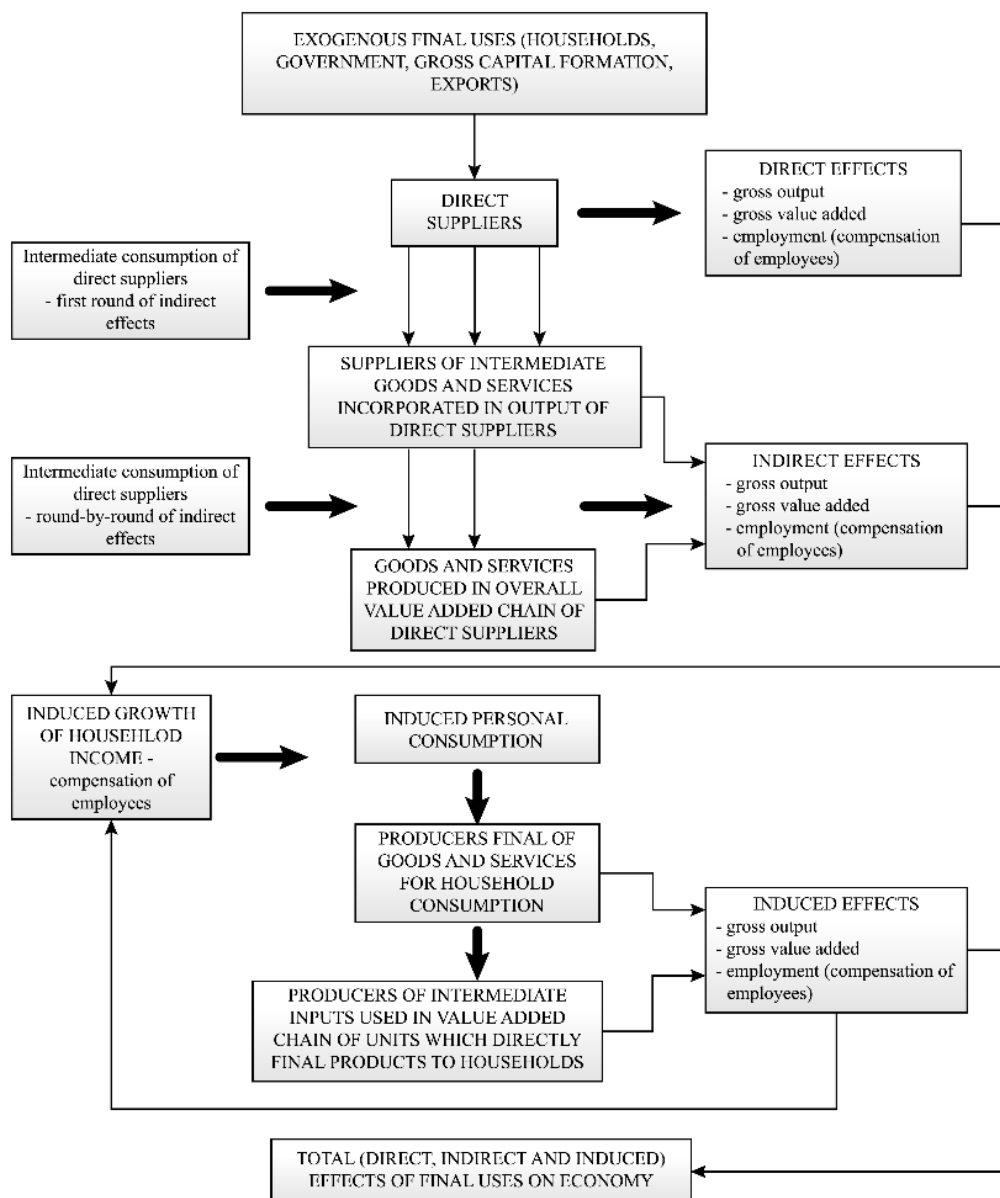 EXOGENOUS FINAL USES (HOUSEHOLDS,
GOVERNMENT, GROSS CAPITAL FORMATION,
EXPORTS)
DIRECT
SUPPLIERS
DIRECT EFFECTS
- gross output
- gross value added
- employment (compensation
of employees)
Intermediate consumption of
direct suppliers
- first round of indirect
effects
SUPPLIERS OF INTERMEDIATE
GOODS AND SERVICES
INCORPORATED IN OUTPUT OF
DIRECT SUPPLIERS
Intermediate consumption of
direct suppliers
- round-by-round of indirect
effects
INDIRECT EFFECTS
- gross output
- gross value added
- employment (compensation
of employees)
GOODS AND SERVICES
PRODUCED IN OVERALL
VALUE ADDED CHAIN OF
DIRECT SUPPLIERS
INDUCED GROWTH
OF HOUSEHLOD
INCOME -
compensation of
employees
INDUCED PERSONAL
CONSUMPTION
PRODUCERS FINAL OF
GOODS AND SERVICES
FOR HOUSEHOLD
CONSUMPTION
INDUCED EFFECTS
- gross output
- gross value added
- employment (compensation of
employees)
PRODUCERS OF INTERMEDIATE
INPUTS USED IN VALUE ADDED
CHAIN OF UNITS WHICH DIRECTLY
FINAL PRODUCTS TO HOUSEHOLDS
TOTAL (DIRECT, INDIRECT AND INDUCED)
EFFECTS OF FINAL USES ON ECONOMY